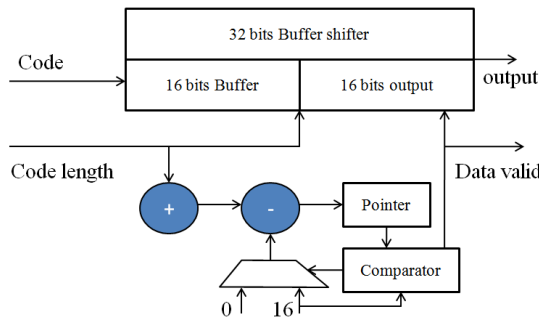 32 bits Buffer shifter
Code
output
16 bits Buffer
16 bits output
Code length
Data valid
+
-
Pointer
Comparator
0
16